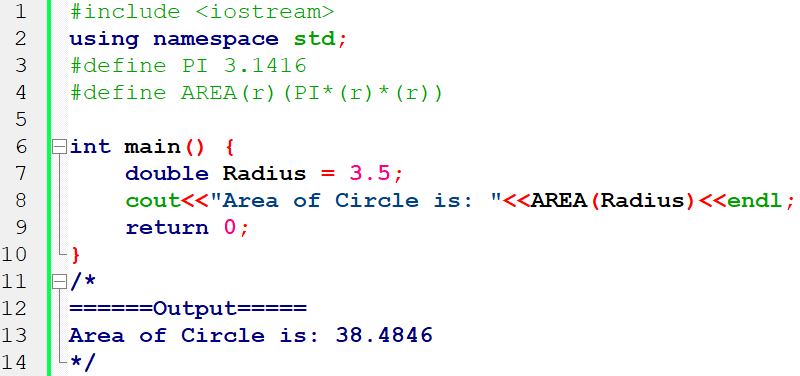 1 #include <iostream>
2 using namespace std;
3 #define PI 3.1416
4 #define AREA(r)(PI*(r)*(r))
5
6 int main() {
7 double Radius = 3.5;
8 cout<<"Area of Circle is: "<<AREA(Radius)<<endl;
9 return 0;
10 }
11 /*
12 ======Output=====
13 Area of Circle is: 38.4846
14 */